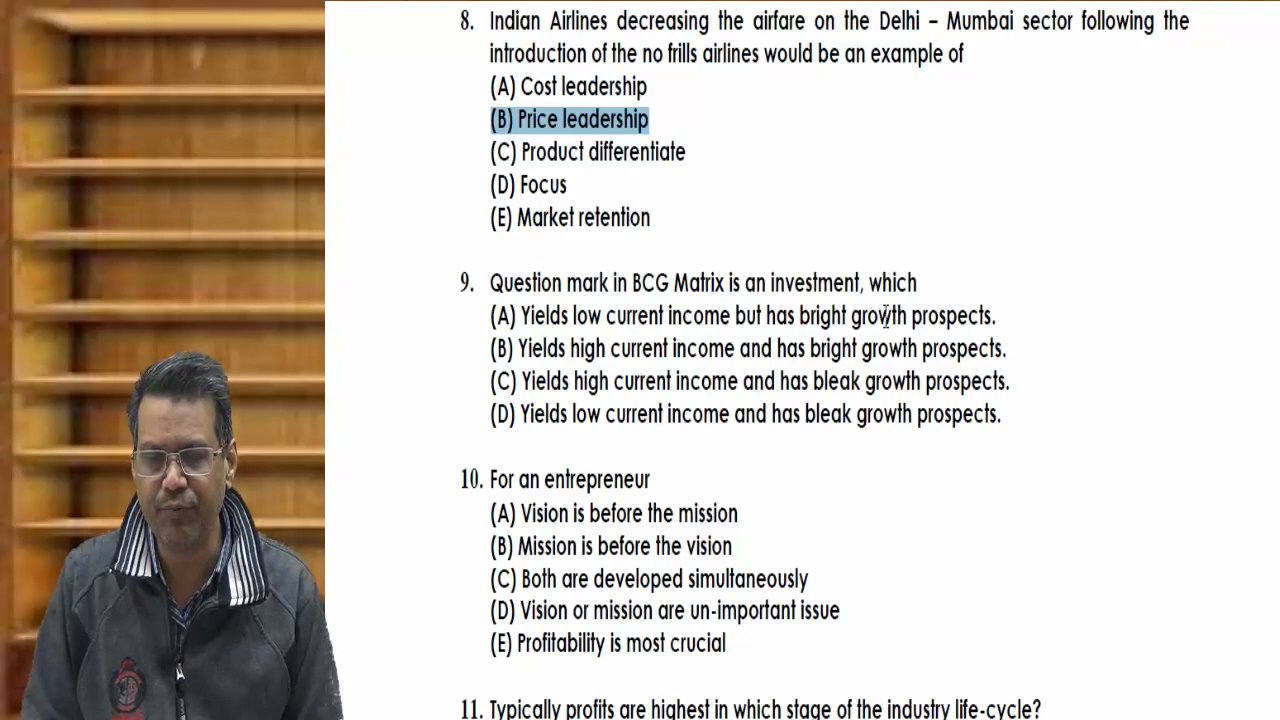 8. Indian Airlines decreasing the airfare on the Delhi – Mumbai sector following the
introduction of the no frills airlines would be an example of
(A) Cost leadership
(B) Price leadership
(C) Product differentiate
(D) Focus
(E) Market retention
9. Question mark in BCG Matrix is an investment, which
(A) Yields low current income but has bright growth prospects.
(B) Yields high current income and has bright growth prospects.
(C) Yields high current income and has bleak growth prospects.
(D) Yields low current income and has bleak growth prospects.
10. For an entrepreneur
(A) Vision is before the mission
(B) Mission is before the vision
(C) Both are developed simultaneously
(D) Vision or mission are un-important issue
(E) Profitability is most crucial
11. Typically profits are highest in which stage of the industry life-cycle?